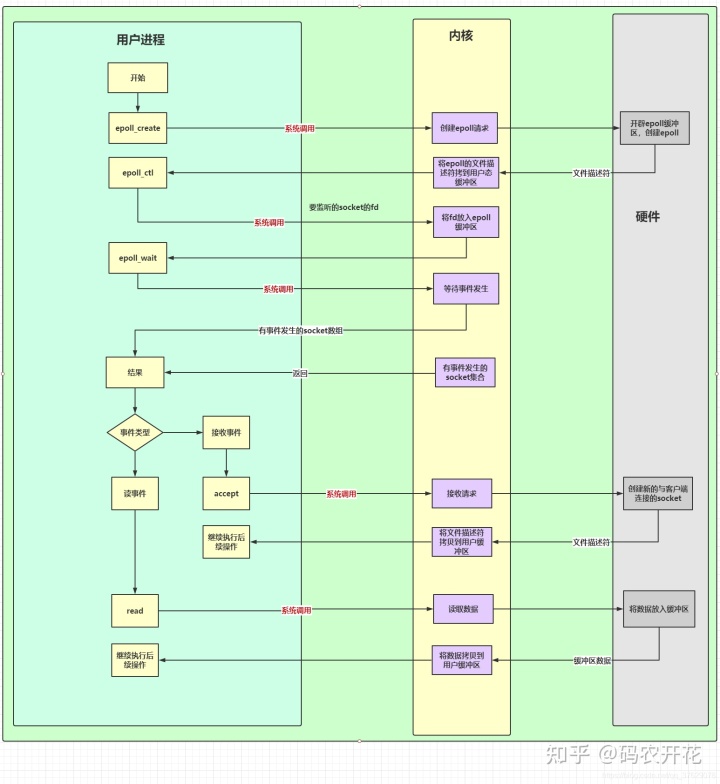 用户进程
内核
开始
epoll_create
系统调用
创建epoll请求
开辟epoll缓冲
区，创建epoll
epoll_ctl
将epoll的文件描
述符拷到用户态
缓冲区
文件描述符
要监听的socket的fd
系统调用
将fd放入epoll
缓冲区
硬件
epoll_wait
系统调用
等待事件发生
有事件发生的socket数组
结果
返回
有事件发生的
socket集合
事件类型
接收事件
读事件
accept
系统调用
接收请求
创建新的与客户端
连接的socket
继续执行后
续操作
将文件描述符
拷贝到用户缓
冲区
文件描述符
read
系统调用
读取数据
将数据放入缓冲区
继续执行后
续操作
将数据拷贝到
用户缓冲区
缓冲区数据
知乎 @码农开花